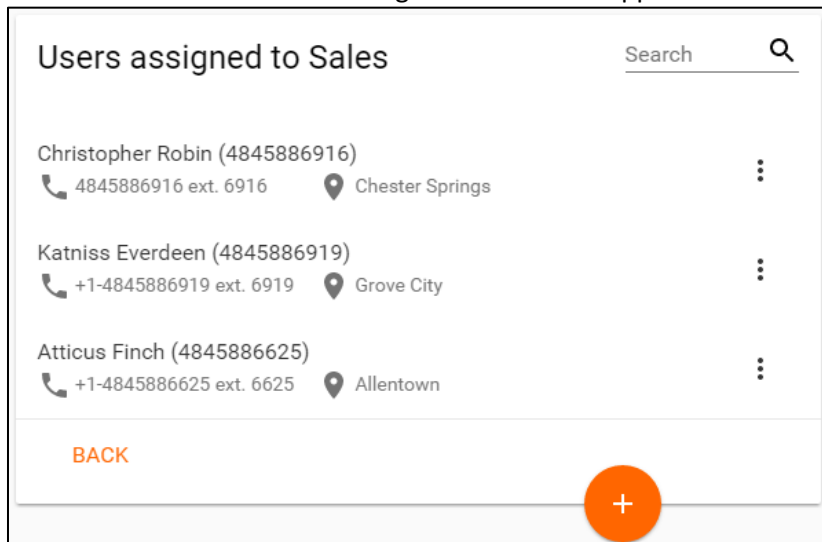 Users assigned to Sales
Search
Christopher Robin (4845886916)
4845886916 ext. 6916 Chester Springs
Katniss Everdeen (4845886919)
+1-4845886919 ext. 6919 Grove City
Atticus Finch (4845886625)
+1-4845886625 ext. 6625 Allentown
BACK
+